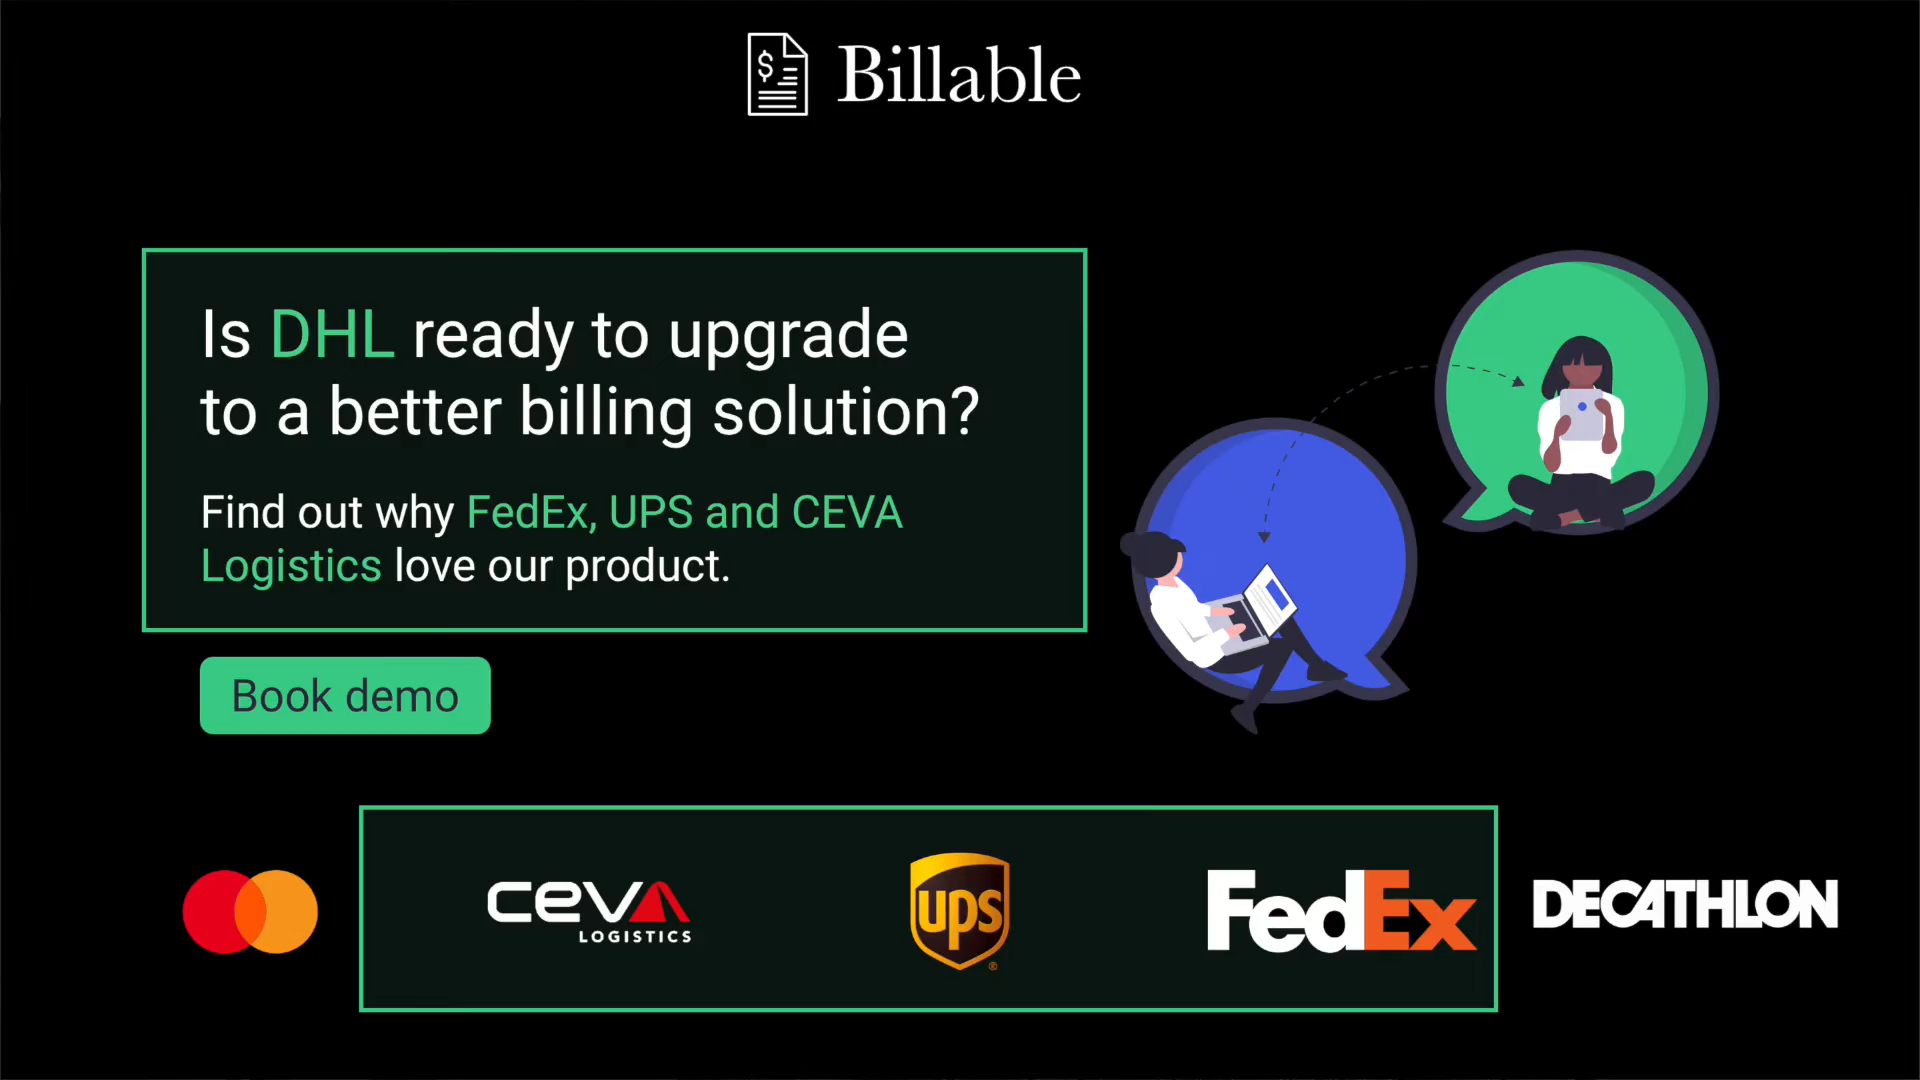 $ Billable
Is DHL ready to upgrade
to a better billing solution?
Find out why FedEx, UPS and CEVA
Logistics love our product.
Book demo
ceva
LOGISTICS
ups
®
FedEx
DECATHLON